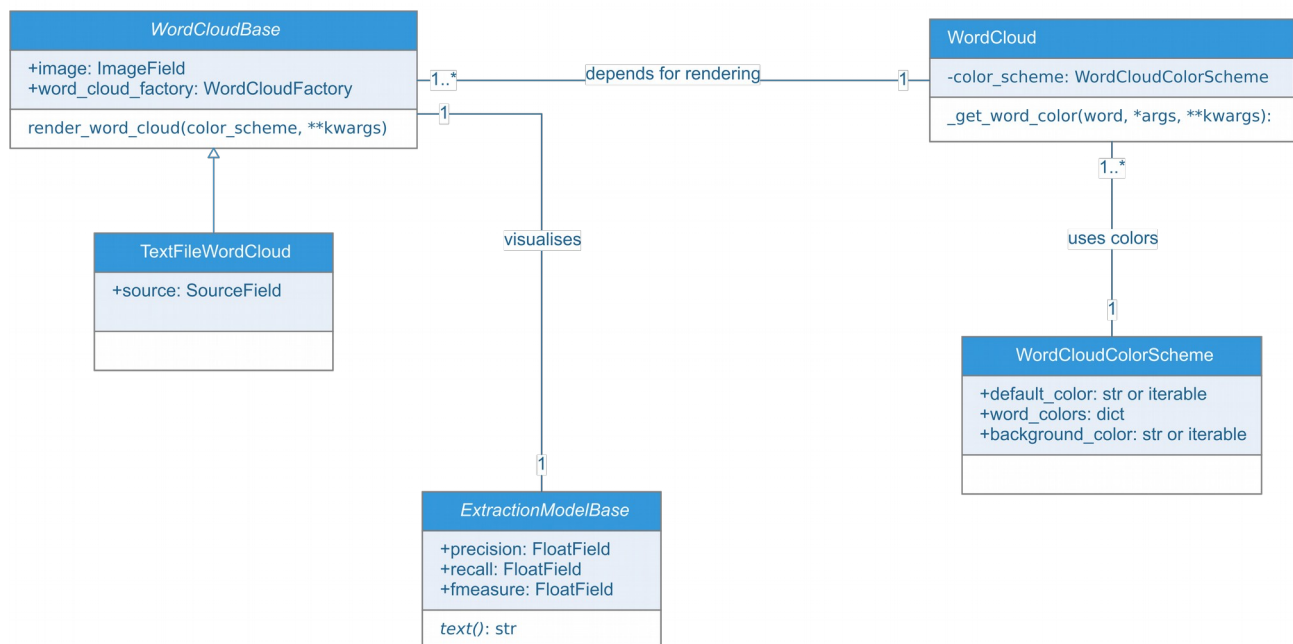 WordCloudBase
+image: ImageField
+word_cloud_factory: WordCloudFactory
render_word_cloud(color_scheme, **kwargs)
1..*
depends for rendering
1
WordCloud
-color_scheme: WordCloudColorScheme
_get_word_color(word, *args, **kwargs):
1
visualises
1
1..*
uses colors
1
TextFileWordCloud
+source: SourceField
WordCloudColorScheme
+default_color: str or iterable
+word_colors: dict
+background_color: str or iterable
ExtractionModelBase
+precision: FloatField
+recall: FloatField
+fmeasure: FloatField
text(): str